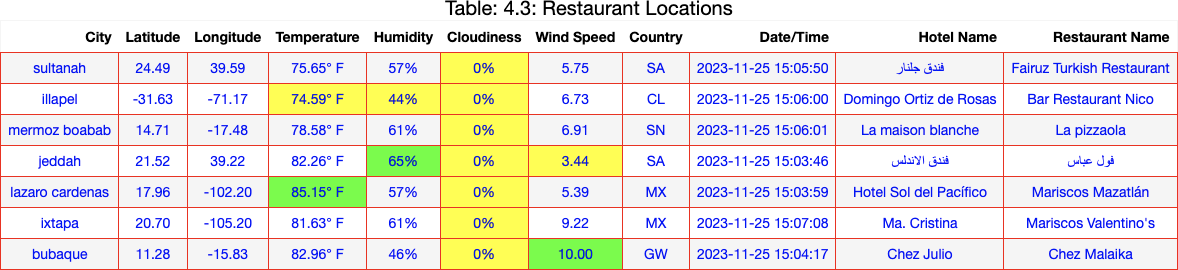 Table: 4.3: Restaurant Locations
City Latitude Longitude Temperature Humidity Cloudiness Wind Speed Country Date/Time Hotel Name Restaurant Name
sultanah 24.49 39.59 75.65° F 57% 0% 5.75 SA 2023-11-25 15:05:50 فندق جلنار Fairuz Turkish Restaurant
illapel -31.63 -71.17 74.59° F 44% 0% 6.73 CL 2023-11-25 15:06:00 Domingo Ortiz de Rosas Bar Restaurant Nico
mermoz boabab 14.71 -17.48 78.58° F 61% 0% 6.91 SN 2023-11-25 15:06:01 La maison blanche La pizzaola
jeddah 21.52 39.22 82.26° F 65% 0% 3.44 SA 2023-11-25 15:03:46 فندق الاندلس فول عباس
lazaro cardenas 17.96 -102.20 85.15° F 57% 0% 5.39 MX 2023-11-25 15:03:59 Hotel Sol del Pacífico Mariscos Mazatlán
ixtapa 20.70 -105.20 81.63° F 61% 0% 9.22 MX 2023-11-25 15:07:08 Ma. Cristina Mariscos Valentino's
bubaque 11.28 -15.83 82.96° F 46% 0% 10.00 GW 2023-11-25 15:04:17 Chez Julio Chez Malaika